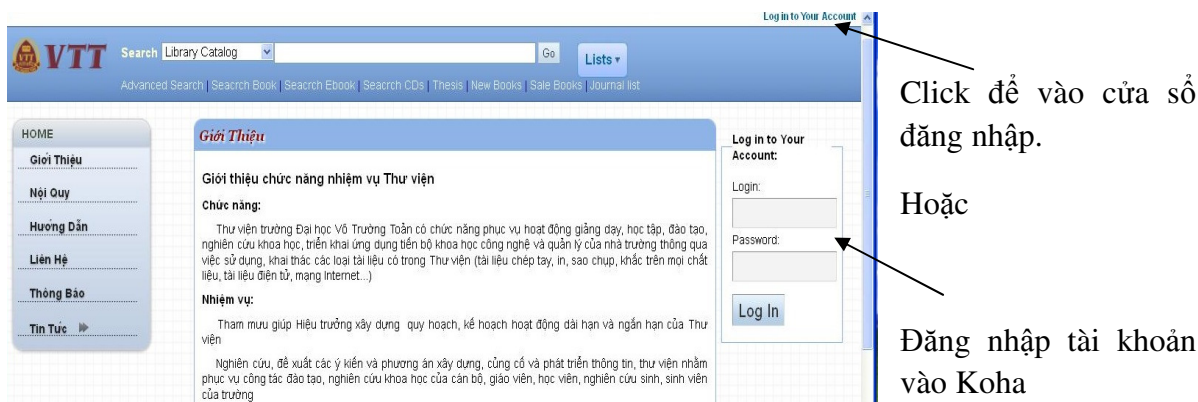 Log in to Your Account
VTT
Search Library Catalog Go Lists
Advanced Search | Seacrch Book | Seacrch Ebook | Seacrch CDs | Thesis | New Books | Sale Books | Journal list
HOME
Giới Thiệu
Nội Quy
Hướng Dẫn
Liên Hệ
Thông Báo
Tin Tức
Giới Thiệu
Giới thiệu chức năng nhiệm vụ Thư viện
Chức năng:
Thư viện trường Đại học Võ Trường Toản có chức năng phục vụ hoạt động giảng dạy, học tập, đào tạo,
nghiên cứu khoa học, triển khai ứng dụng tiến bộ khoa học công nghệ và quản lý của nhà trường thông qua
việc sử dụng, khai thác các loại tài liệu có trong Thư viện (tài liệu chép tay, in, sao chụp, khắc trên mọi chất
liệu, tài liệu điện tử, mạng Internet...)
Nhiệm vụ:
Tham mưu giúp Hiệu trưởng xây dựng quy hoạch, kế hoạch hoạt động dài hạn và ngắn hạn của Thư
viện
Nghiên cứu, đề xuất các ý kiến và phương án xây dựng, củng cố và phát triển thông tin, thư viện nhằm
phục vụ công tác đào tạo, nghiên cứu khoa học của cán bộ, giáo viên, học viên, nghiên cứu sinh, sinh viên
của trường
Log in to Your
Account:
Login:
Password:
Log In
Click để vào cửa sổ
đăng nhập.
Hoặc
Đăng nhập tài khoản
vào Koha